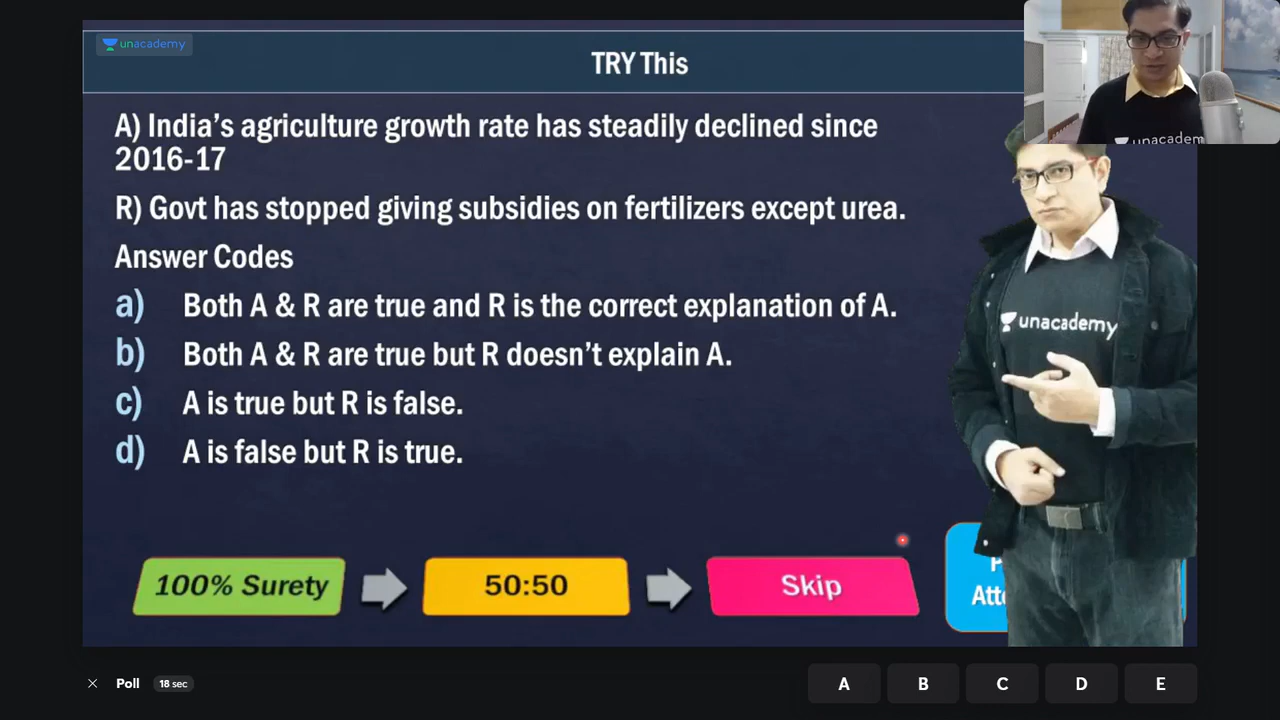 unacademy
TRY This
A) India's agriculture growth rate has steadily declined since
2016-17
R) Govt has stopped giving subsidies on fertilizers except urea.
Answer Codes
a) Both A & R are true and R is the correct explanation of A.
b) Both A & R are true but R doesn't explain A.
c) A is true but R is false.
d) A is false but R is true.
unacademy
unacademy
100% Surety
50:50
Skip
Poll 18 sec
A B C D E